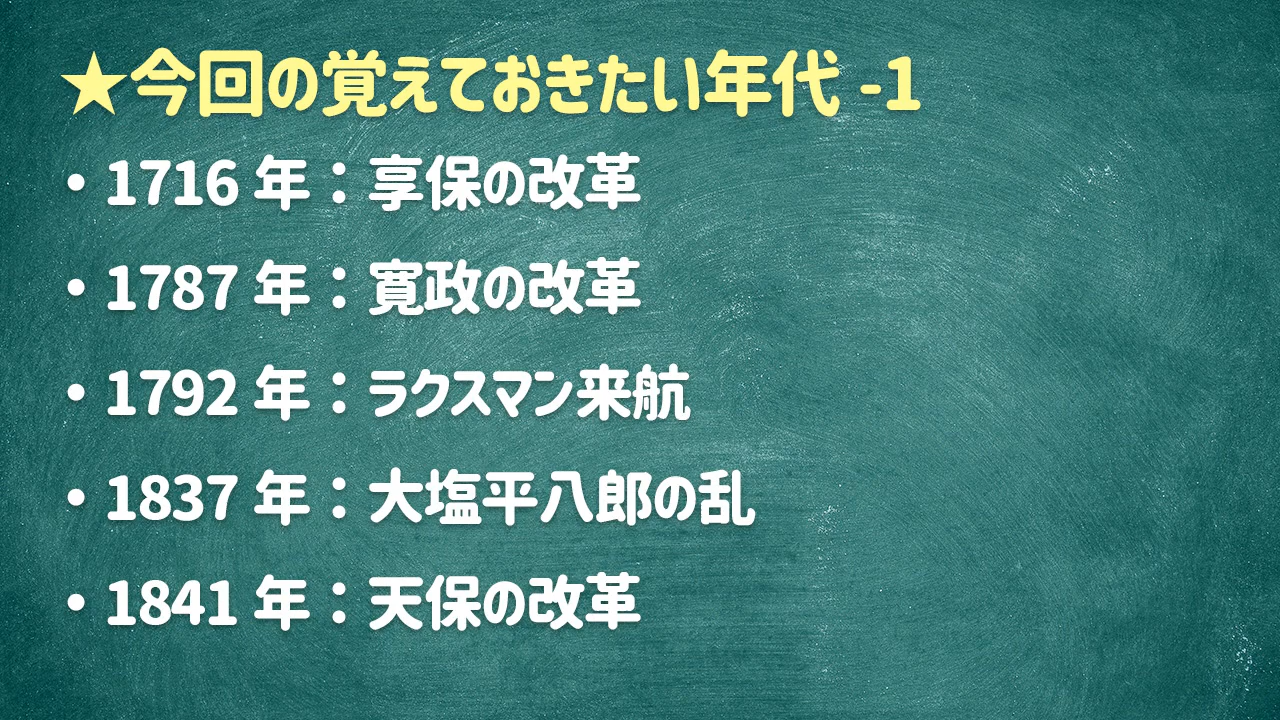 ★今回の覚えておきたい年代 -1
・1716 年：享保の改革
・1787 年：寛政の改革
・1792 年：ラクスマン来航
・1837 年：大塩平八郎の乱
・1841 年：天保の改革